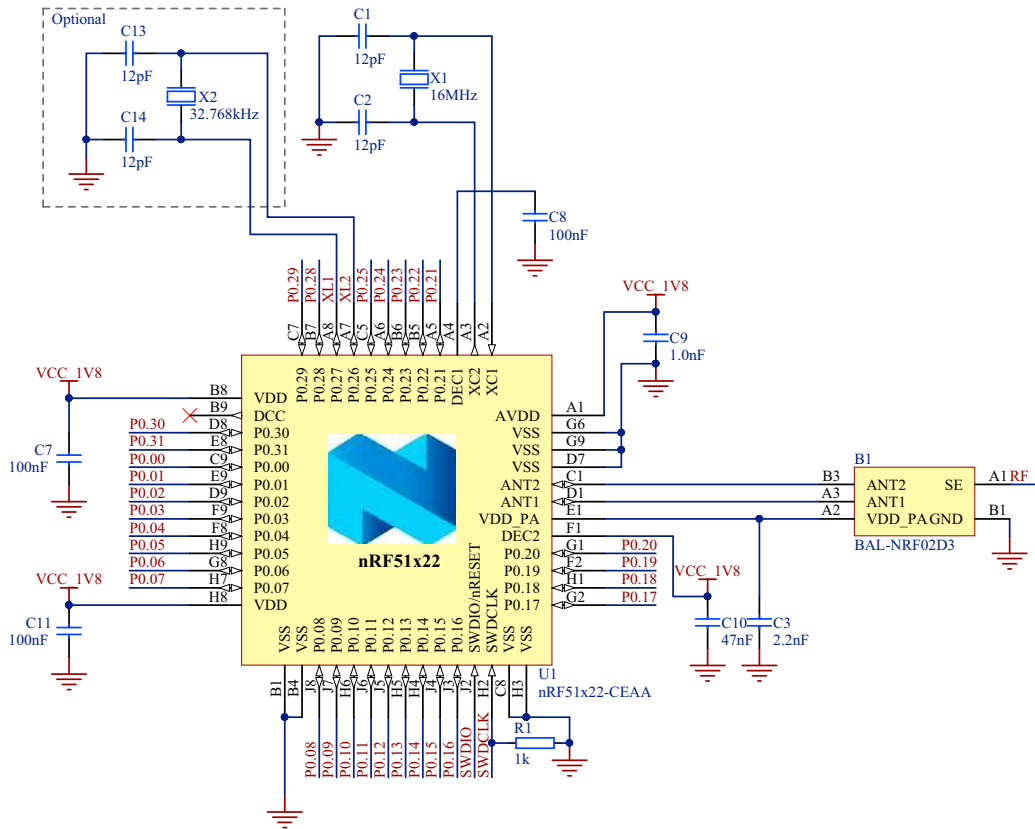 Optional
C13
12pF
X2
32.768kHz
C14
12pF
C1
12pF
X1
16MHz
C2
12pF
C8
100nF
P0.29
P0.28
XL1
XL2
P0.25
P0.24
P0.23
P0.22
P0.21
C7
B7
A8
A7
C5
A6
B6
B5
A5
A4
A3
A2
P0.29
P0.28
P0.27
P0.26
P0.25
P0.24
P0.23
P0.22
P0.21
DEC1
XC2
XC1
VCC_1V8
C9
1.0nF
VCC_1V8
C7
100nF
B8 VDD
B9 DCC
P0.30 D8 P0.30
P0.31 E8 P0.31
P0.00 C9 P0.00
P0.01 E9 P0.01
P0.02 D9 P0.02
P0.03 F9 P0.03
P0.04 F8 P0.04
P0.05 H9 P0.05
P0.06 G8 P0.06
P0.07 H7 P0.07
H8 VDD
VCC_1V8
C11
100nF
nRF51x22
AVDD A1
VSS G6
VSS G9
VSS D7
ANT2 C1
ANT1 D1
VDD_PA E1
DEC2 F1
P0.20 G1 P0.20
P0.19 F2 P0.19
P0.18 H1 P0.18
P0.17 G2 P0.17
B1
B3 ANT2 SE A1 RF
A3 ANT1
A2 VDD_PA GND B1
BAL-NRF02D3
VCC_1V8
C10
47nF
C3
2.2nF
VSS
VSS
P0.08
P0.09
P0.10
P0.11
P0.12
P0.13
P0.14
P0.15
P0.16
SWDIO/nRESET
SWDCLK
VSS
VSS
U1
nRF51x22-CEAA
B1
B4
J8
J7
H6
J6
J5
H5
H4
J4
J3
J2
H2
C8
H3
P0.08
P0.09
P0.10
P0.11
P0.12
P0.13
P0.14
P0.15
P0.16
SWDIO
SWDCLK
R1
1k